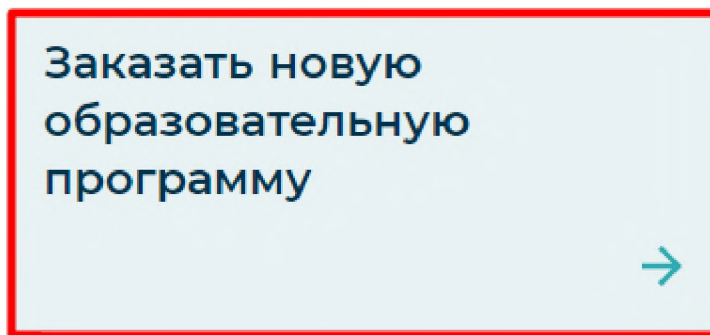 Заказать новую
образовательную
программу